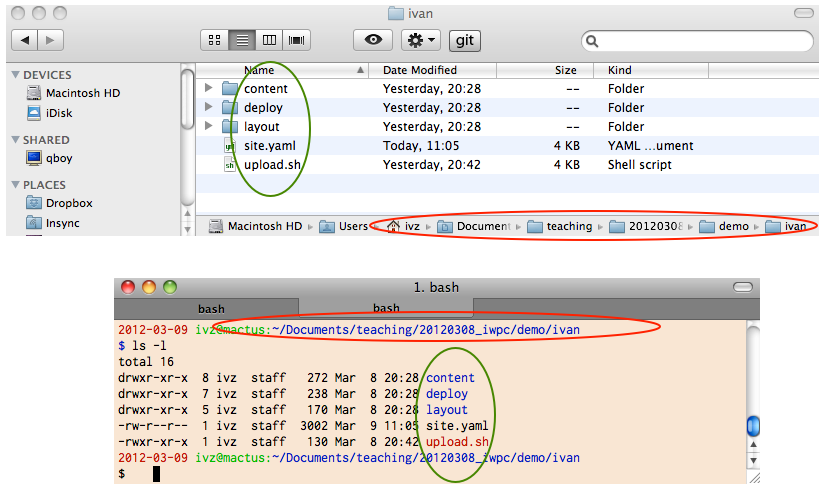 ivan
git
DEVICES
Macintosh HD
iDisk
SHARED
qboy
PLACES
Dropbox
Insync
Name Date Modified Size Kind
content Yesterday, 20:28 -- Folder
deploy Yesterday, 20:28 -- Folder
layout Yesterday, 20:28 -- Folder
site.yaml Today, 11:05 4 KB YAML ...ument
upload.sh Yesterday, 20:42 4 KB Shell script
Macintosh HD Users ivz Document teaching 20120308 demo ivan
1. bash
bash bash
2012-03-09 ivz@mactus:~/Documents/teaching/20120308_iwpc/demo/ivan
$ ls -l
total 16
drwxr-xr-x 8 ivz staff 272 Mar 8 20:28 content
drwxr-xr-x 7 ivz staff 238 Mar 8 20:28 deploy
drwxr-xr-x 5 ivz staff 170 Mar 8 20:28 layout
-rw-r--r-- 1 ivz staff 3002 Mar 9 11:05 site.yaml
-rwxr-xr-x 1 ivz staff 130 Mar 8 20:42 upload.sh
2012-03-09 ivz@mactus:~/Documents/teaching/20120308_iwpc/demo/ivan
$